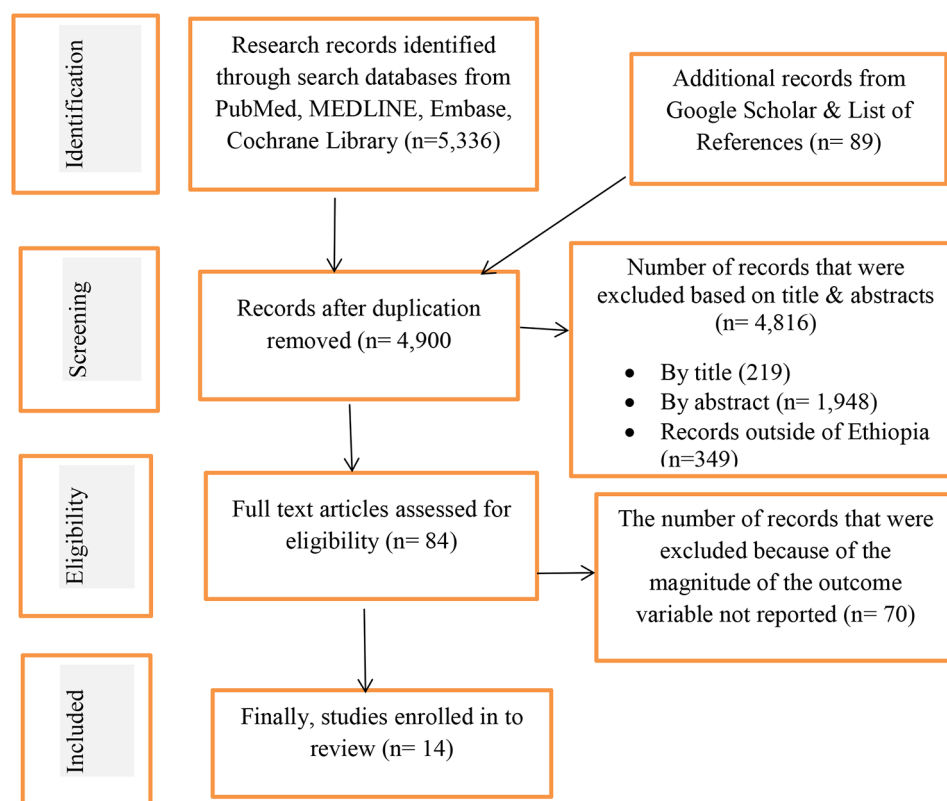 Identification
Research records identified
through search databases from
PubMed, MEDLINE, Embase,
Cochrane Library (n=5,336)
Additional records from
Google Scholar & List of
References (n= 89)
Screening
Records after duplication
removed (n= 4,900
Number of records that were
excluded based on title & abstracts
(n= 4,816)
• By title (219)
• By abstract (n= 1,948)
• Records outside of Ethiopia
(n=349)
Eligibility
Full text articles assessed for
eligibility (n= 84)
The number of records that were
excluded because of the
magnitude of the outcome
variable not reported (n= 70)
Included
Finally, studies enrolled in to
review (n= 14)